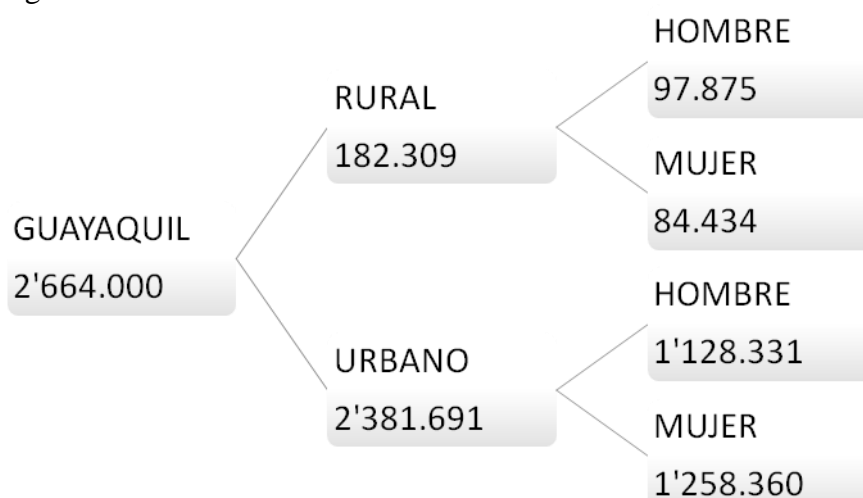 HOMBRE
97.875
RURAL
182.309
MUJER
84.434
GUAYAQUIL
2'664.000
HOMBRE
1'128.331
URBANO
2'381.691
MUJER
1'258.360